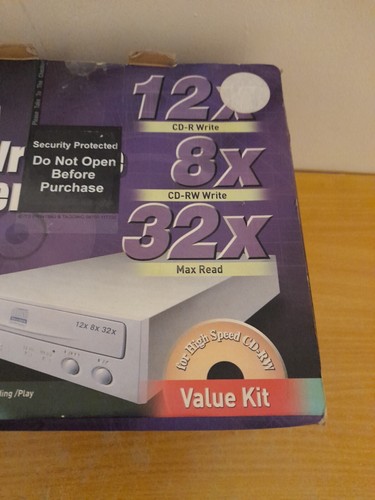 12x
CD-R Write
Security Protected
Do Not Open
Before
Purchase
8x
CD-RW Write
32x
Max Read
12x 8x 32x
for High Speed CD-RW
/Play
Value Kit